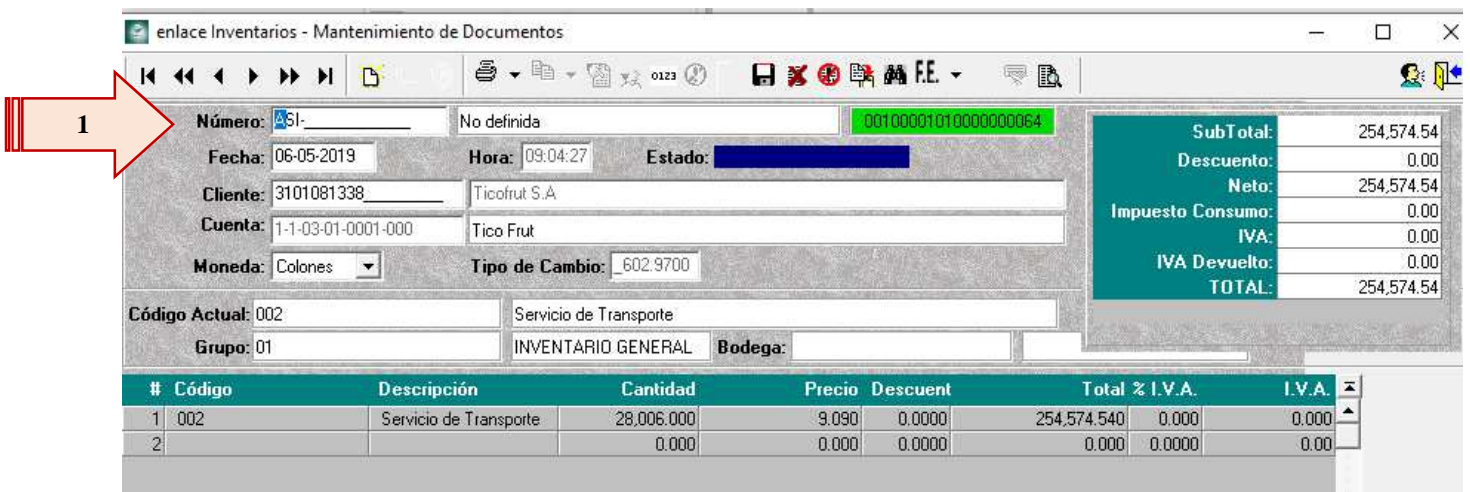 enlace Inventarios - Mantenimiento de Documentos
0123 F.E.
1
Número: ASI-__________ No definida 00100001010000000064
Fecha: 06-05-2019 Hora: 09:04:27 Estado:
Cliente: 3101081338________ Ticofrut S.A
Cuenta: 1-1-03-01-0001-000 Tico Frut
Moneda: Colones Tipo de Cambio: _602.9700
SubTotal: 254,574.54
Descuento: 0.00
Neto: 254,574.54
Impuesto Consumo: 0.00
IVA: 0.00
IVA Devuelto: 0.00
TOTAL: 254,574.54
Código Actual: 002 Servicio de Transporte
Grupo: 01 INVENTARIO GENERAL Bodega:
# Código Descripción Cantidad Precio Descuent Total % I.V.A. I.V.A.
1 002 Servicio de Transporte 28,006.000 9.090 0.0000 254,574.540 0.000 0.000
2 0.000 0.000 0.0000 0.000 0.0000 0.00